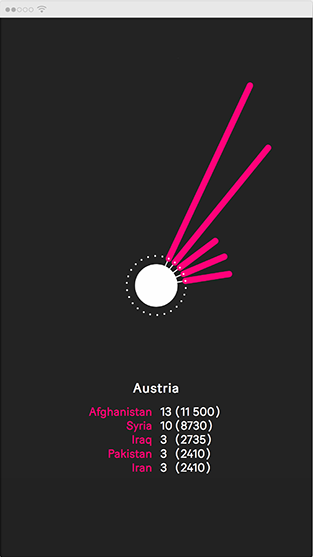 Austria
Afghanistan 13 (11 500)
Syria 10 (8730)
Iraq 3 (2735)
Pakistan 3 (2410)
Iran 3 (2410)